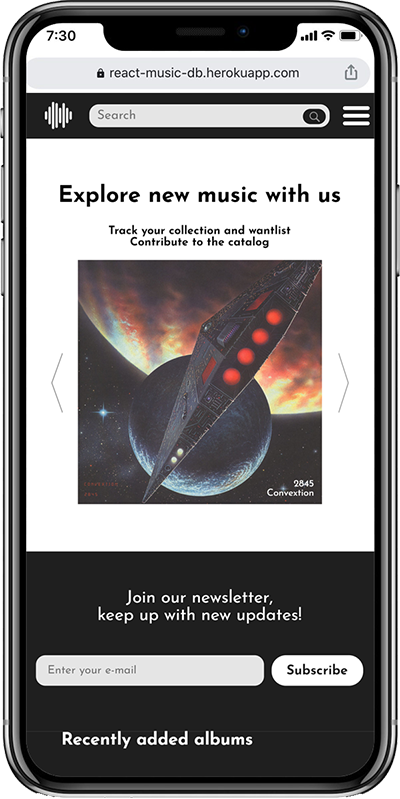 7:30
react-music-db.herokuapp.com
Search
Explore new music with us
Track your collection and wantlist
Contribute to the catalog
CONVEXTION
2845
2845
Convextion
Join our newsletter,
keep up with new updates!
Enter your e-mail
Subscribe
Recently added albums